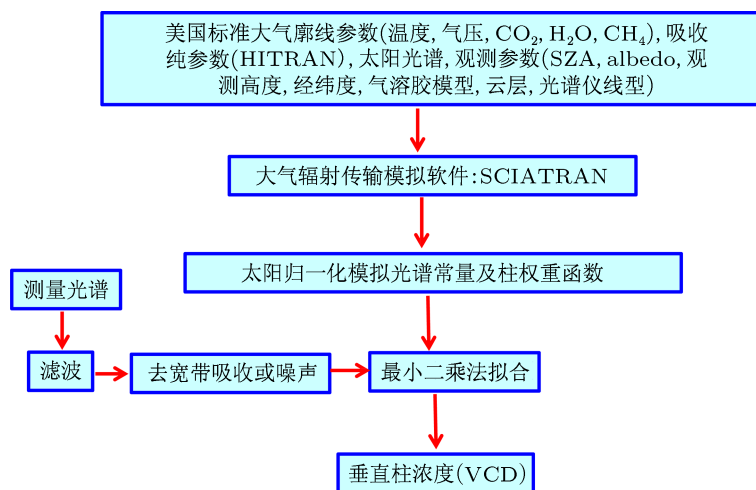 美国标准大气廓线参数(温度, 气压, CO₂, H₂O, CH₄), 吸收
纯参数(HITRAN), 太阳光谱, 观测参数(SZA, albedo, 观
测高度, 经纬度, 气溶胶模型, 云层, 光谱仪线型)
大气辐射传输模拟软件:SCIATRAN
太阳归一化模拟光谱常量及柱权重函数
测量光谱
滤波
去宽带吸收或噪声
最小二乘法拟合
垂直柱浓度(VCD)